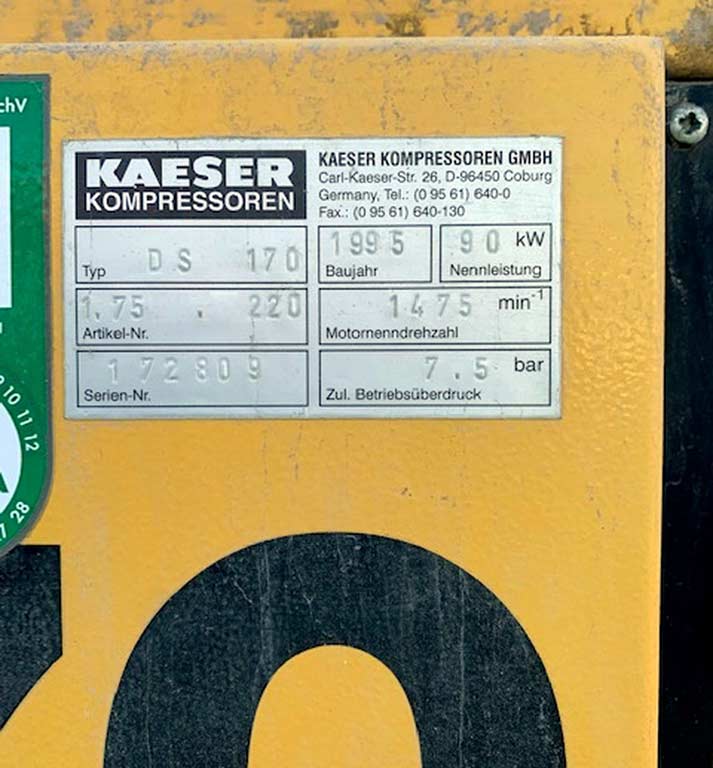 chV
KAESER
KOMPRESSOREN
KAESER KOMPRESSOREN GMBH
Carl-Kaeser-Str. 26, D-96450 Coburg
Germany, Tel.: (0 95 61) 640-0
Fax.: (0 95 61) 640-130
Typ DS 170
1995 Baujahr
90 kW Nennleistung
1.75 . 220
Artikel-Nr.
1475 min-1
Motornenndrehzahl
172809
Serien-Nr.
7.5 bar
Zul. Betriebsüberdruck
10 11 12
28
0